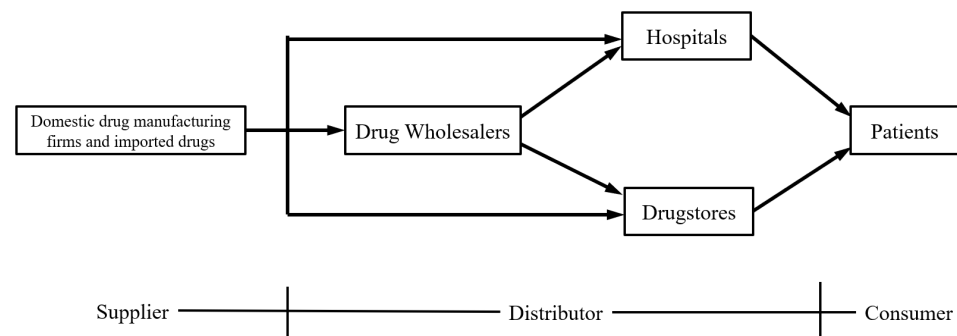 Hospitals
Domestic drug manufacturing
firms and imported drugs
Drug Wholesalers
Patients
Drugstores
Supplier
Distributor
Consumer